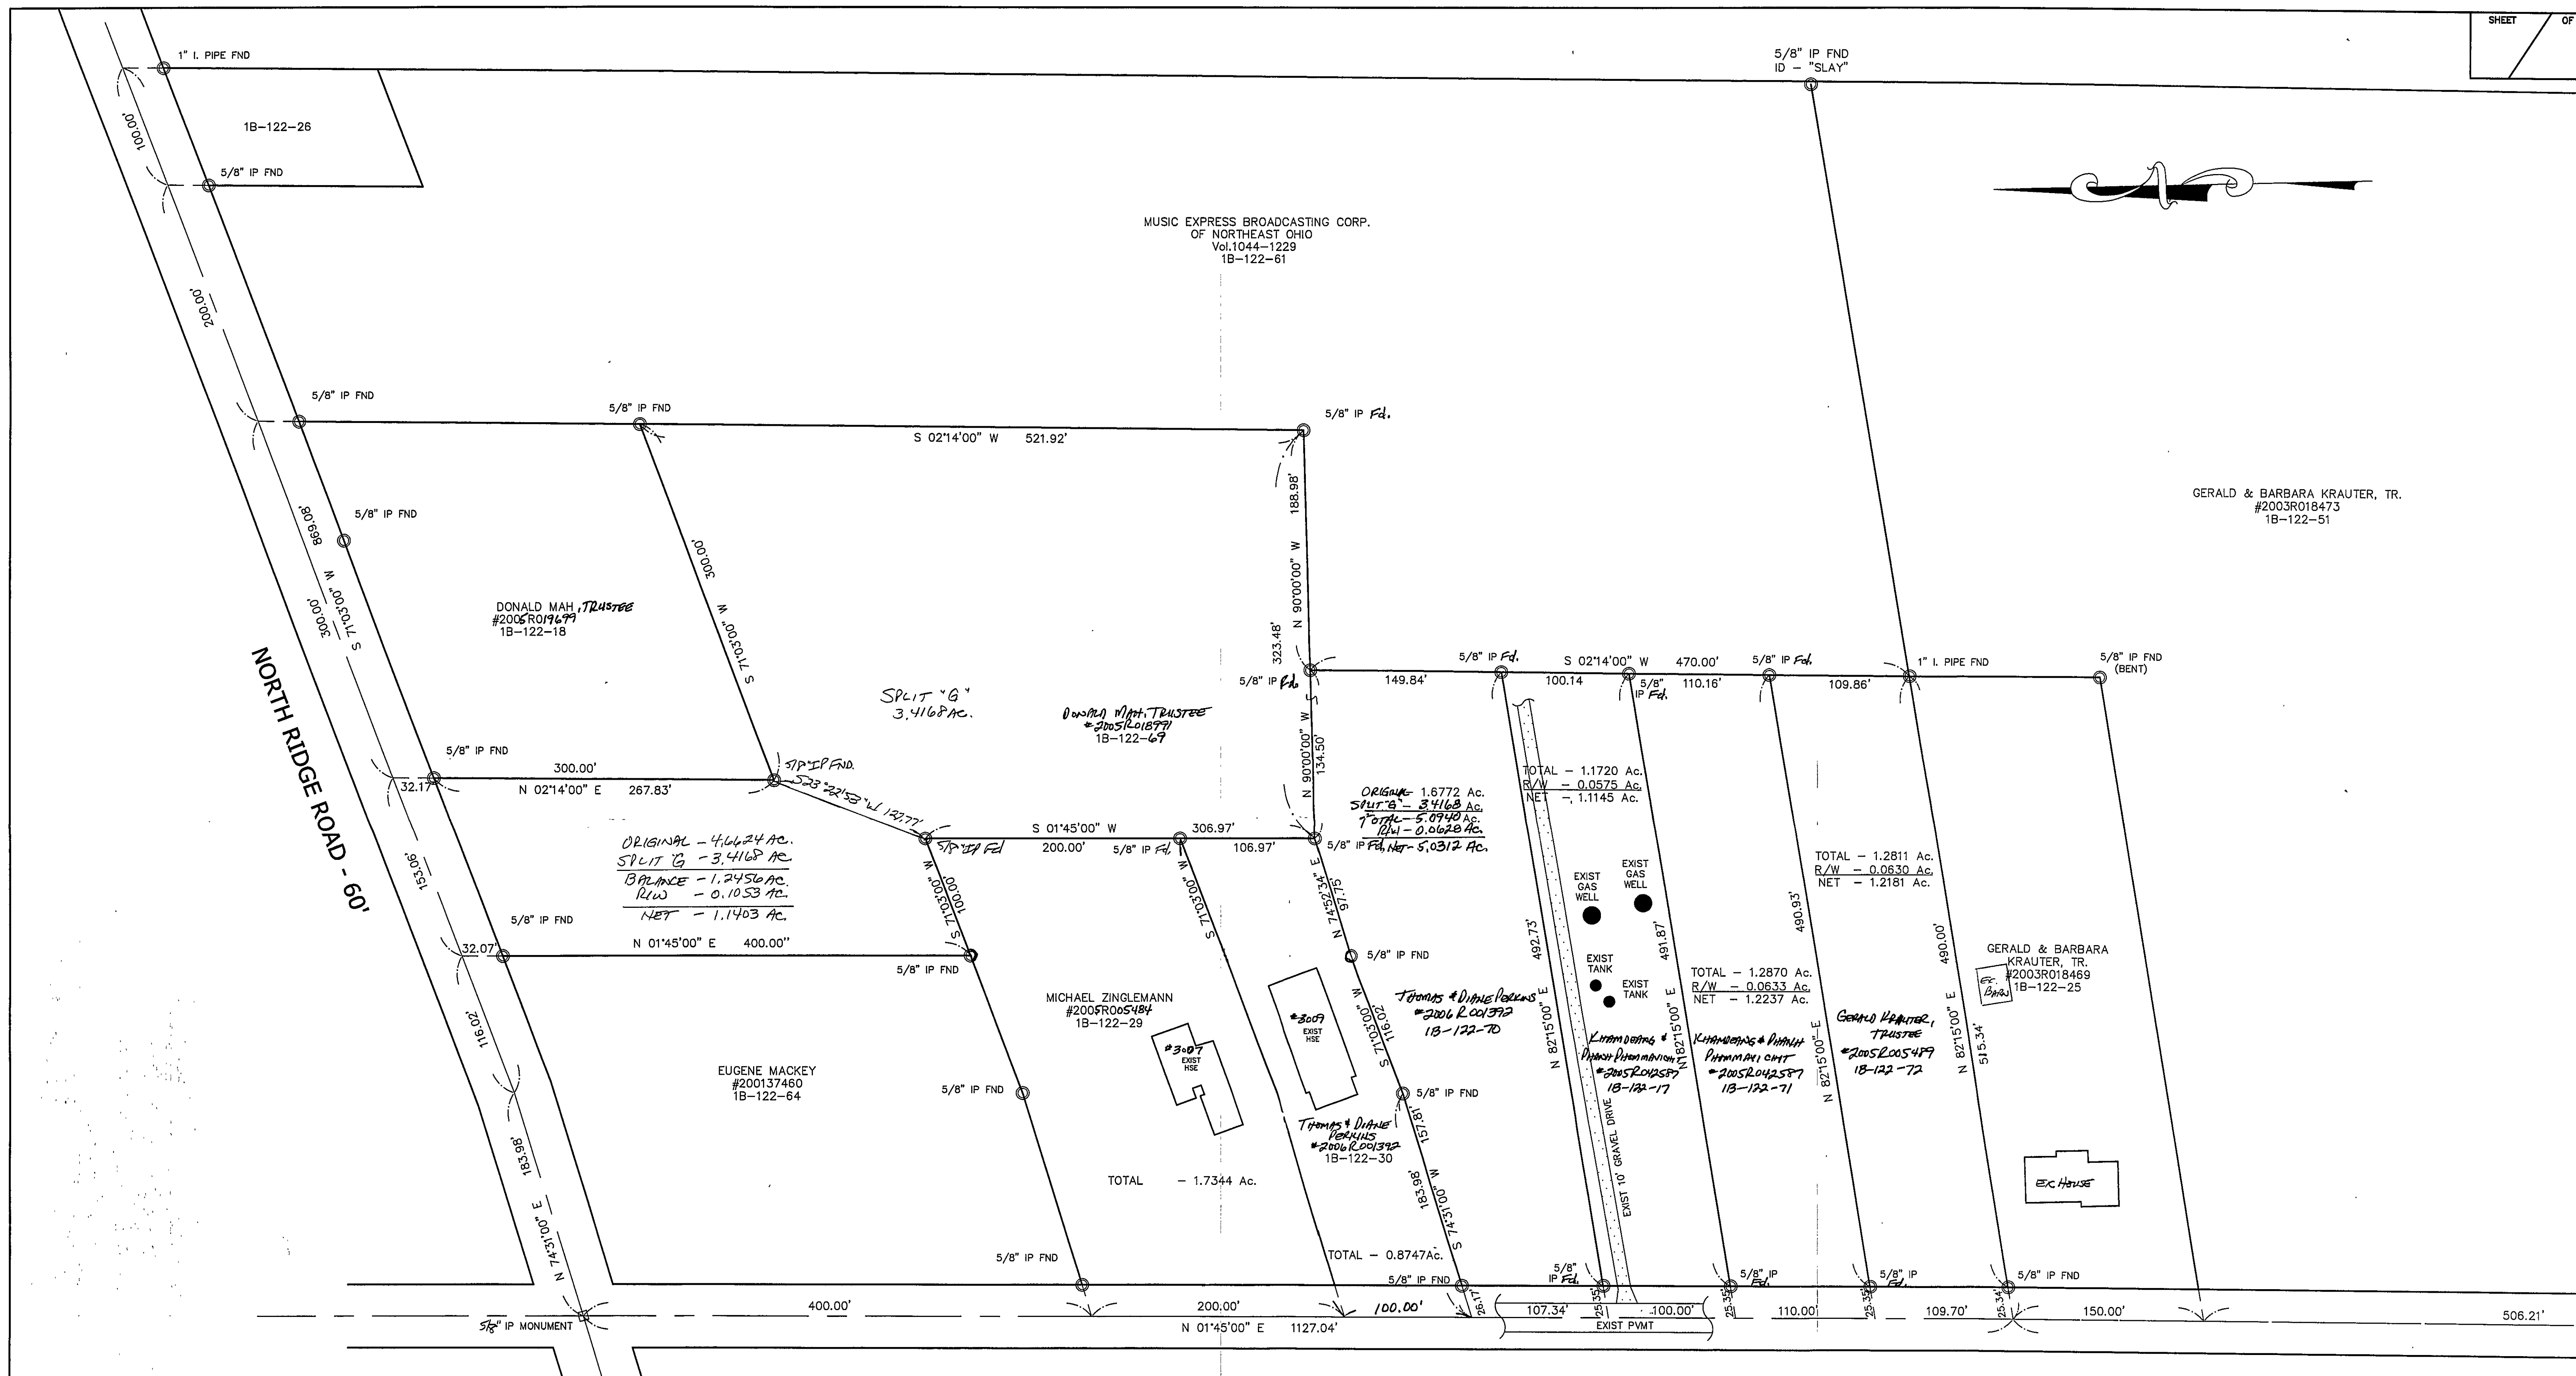 SHEET OF
1" I. PIPE FND
5/8" IP FND
ID - "SLAY"
100.00'
1B-122-26
5/8" IP FND
MUSIC EXPRESS BROADCASTING CORP.
OF NORTHEAST OHIO
Vol.1044-1229
1B-122-61
200.00'
5/8" IP FND
5/8" IP FND
5/8" IP Fd.
S 02°14'00" W 521.92'
188.98'
N 90°00'00" W
323.48'
GERALD & BARBARA KRAUTER, TR.
#2003R018473
1B-122-51
869.08'
S 71°03'00" W
300.00'
5/8" IP FND
300.00'
S 71°03'00" W
DONALD MAH, TRUSTEE
#2005R019699
1B-122-18
NORTH RIDGE ROAD - 60'
5/8" IP Fd.
S 02°14'00" W 470.00'
5/8" IP Fd.
1" I. PIPE FND
5/8" IP FND
(BENT)
5/8" IP Fd.
149.84'
100.14
5/8"
IP Fd.
110.16'
109.86'
SPLIT "G"
3.4168 AC.
DONALD MAH, TRUSTEE
#2005R018991
1B-122-69
N 90°00'00" W
134.50'
5/8" IP FND
300.00'
32.17'
N 02°14'00" E 267.83'
5/8" IP FND.
S23°22'53" W 127.77'
153.06'
ORIGINAL - 4.6624 AC.
SPLIT "G" - 3.4168 AC
BALANCE - 1.2456 AC.
R/W - 0.1053 AC.
NET - 1.1403 AC.
S 01°45'00" W 306.97'
5/8" IP Fd
200.00'
5/8" IP Fd.
106.97'
5/8" IP Fd.
ORIGINAL 1.6772 Ac.
SPLIT "G" - 3.4168 Ac.
TOTAL - 5.0940 Ac.
R/W - 0.0628 Ac.
NET - 5.0312 Ac.
TOTAL - 1.1720 Ac.
R/W - 0.0575 Ac.
NET - 1.1145 Ac.
TOTAL - 1.2811 Ac.
R/W - 0.0630 Ac.
NET - 1.2181 Ac.
EXIST
GAS
WELL
EXIST
GAS
WELL
EXIST
TANK
EXIST
TANK
S 71°03'00" W
100.00'
S 71°03'00" W
N 74°52'34" E
97.75'
492.73'
N 82°15'00" E
491.87'
N 82°15'00" E
490.93'
N 82°15'00" E
490.00'
N 82°15'00" E
515.34'
5/8" IP FND
32.07'
N 01°45'00" E 400.00"
5/8" IP FND
5/8" IP FND
TOTAL - 1.2870 Ac.
R/W - 0.0633 Ac.
NET - 1.2237 Ac.
GERALD & BARBARA
KRAUTER, TR.
#2003R018469
1B-122-25
EX.
BARN
MICHAEL ZINGLEMANN
#2005R005484
1B-122-29
#3007
EXIST
HSE
#3009
EXIST
HSE
THOMAS & DIANE PERKINS
#2006R001392
1B-122-70
S 71°03'00" W
116.02'
#2005R042587
1B-122-17
#2005R042587
1B-122-71
GERALD KRAUTER,
TRUSTEE
#2005R005489
1B-122-72
116.02'
EUGENE MACKEY
#200137460
1B-122-64
5/8" IP FND
5/8" IP FND
157.81'
THOMAS & DIANE
PERKINS
#2006R001392
1B-122-30
EXIST 10' GRAVEL DRIVE
183.98'
N 74°31'00" E
TOTAL - 1.7344 Ac.
183.98'
S 74°31'00" W
EX HOUSE
5/8" IP FND
TOTAL - 0.8747Ac.
5/8" IP FND
5/8"
IP Fd.
5/8" IP
Fd.
5/8" IP
Fd.
5/8" IP FND
26.17'
25.35'
25.35'
25.35'
25.34'
5/8" IP MONUMENT
400.00'
200.00'
100.00'
107.34'
100.00'
110.00'
109.70'
150.00'
506.21'
N 01°45'00" E 1127.04'
EXIST PVMT